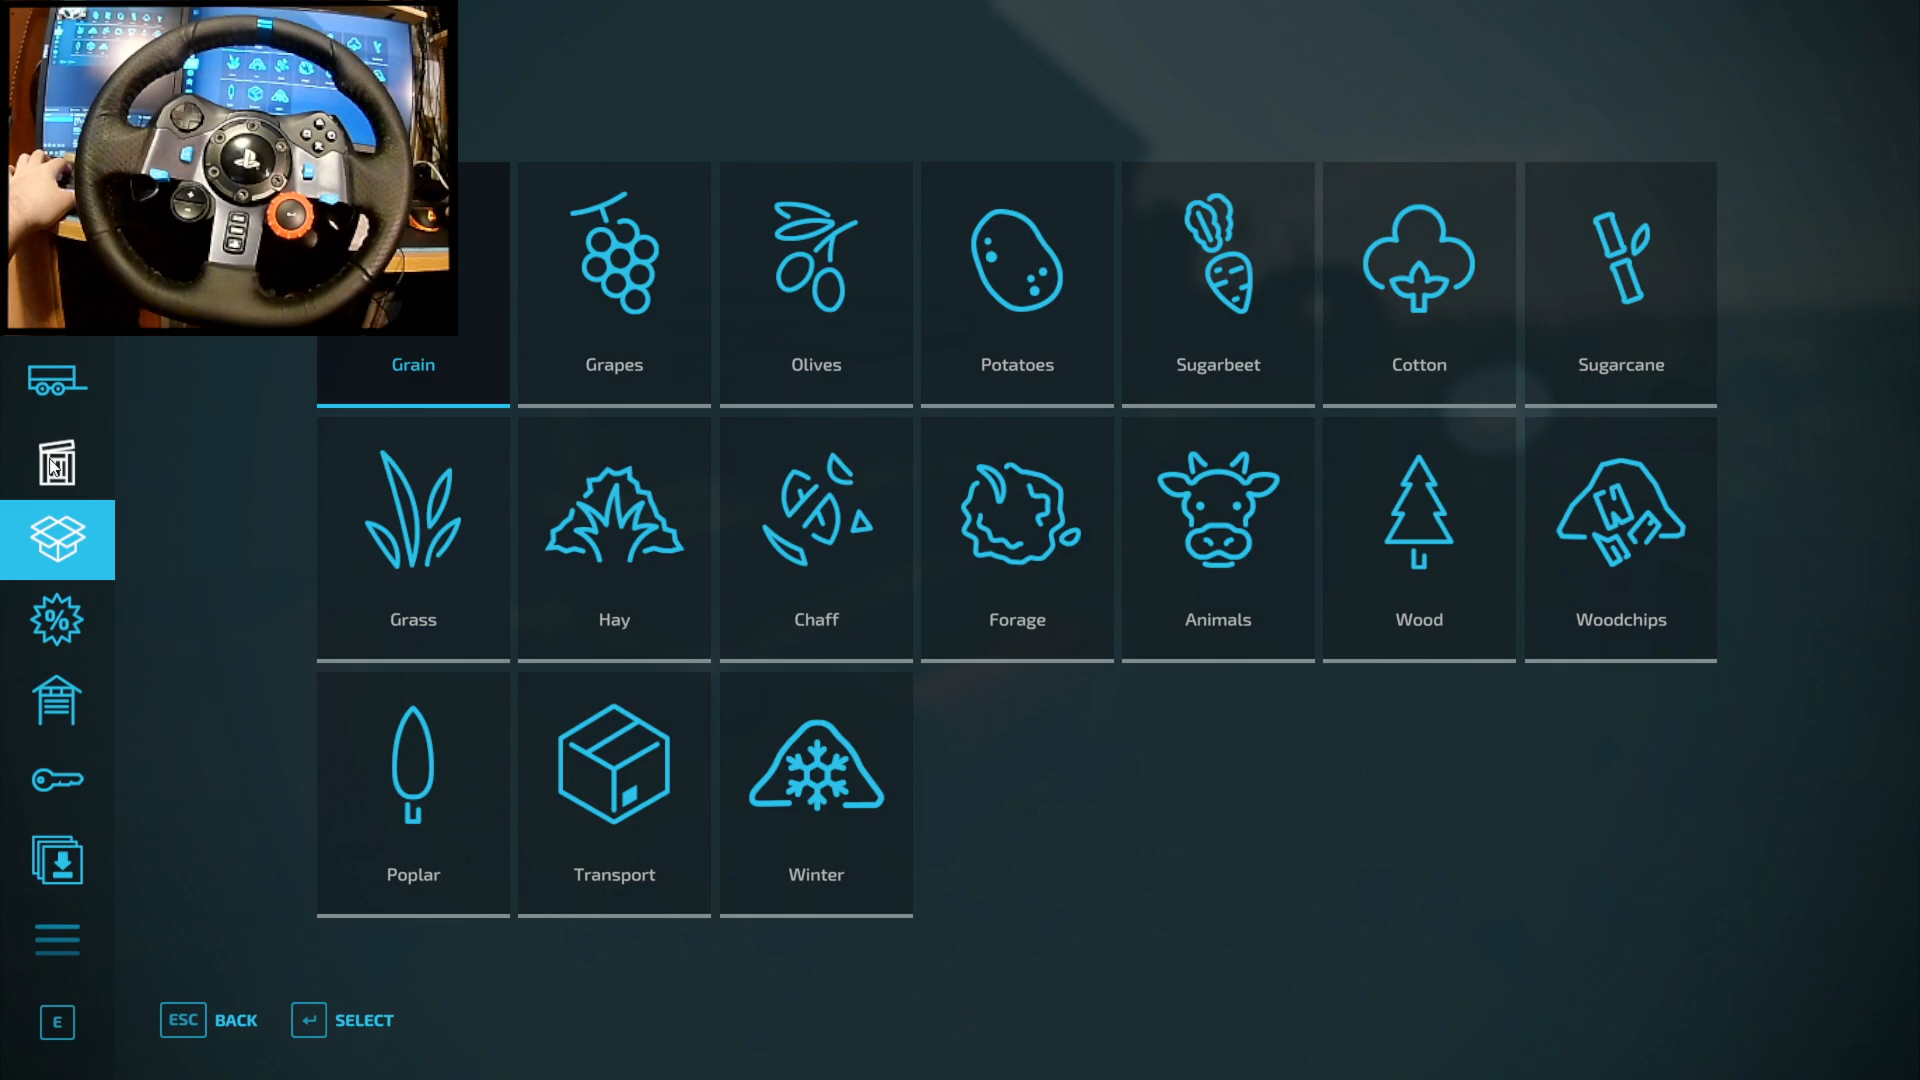 Grain
Grapes
Olives
Potatoes
Sugarbeet
Cotton
Sugarcane
Grass
Hay
Chaff
Forage
Animals
Wood
Woodchips
Poplar
Transport
Winter
%
E
ESC BACK
SELECT